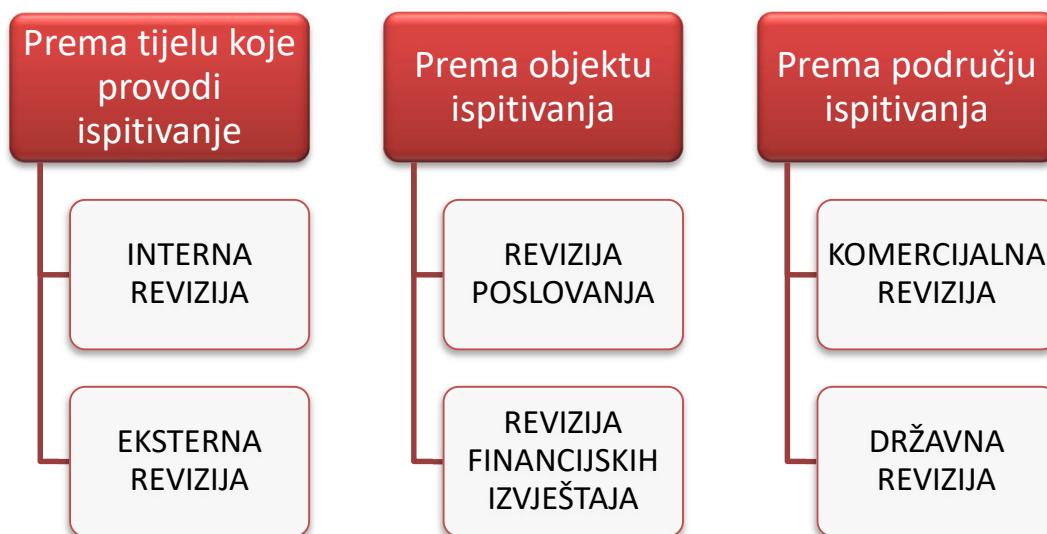 Prema tijelu koje
provodi
ispitivanje
INTERNA
REVIZIJA
EKSTERNA
REVIZIJA
Prema objektu
ispitivanja
REVIZIJA
POSLOVANJA
REVIZIJA
FINANCIJSKIH
IZVJEŠTAJA
Prema području
ispitivanja
KOMERCIJALNA
REVIZIJA
DRŽAVNA
REVIZIJA